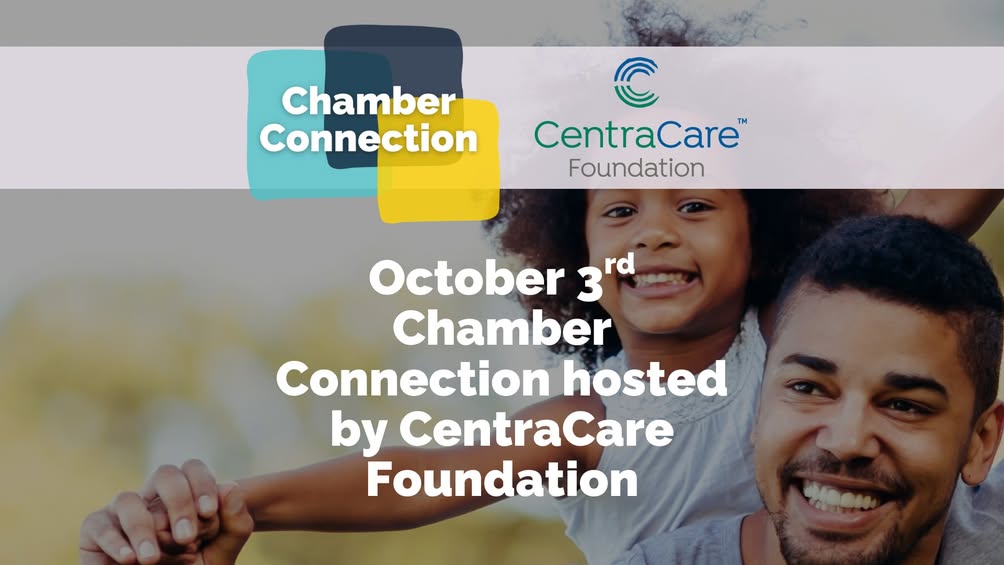 Chamber
Connection
CentraCare™
Foundation
October 3rd
Chamber
Connection hosted
by CentraCare
Foundation